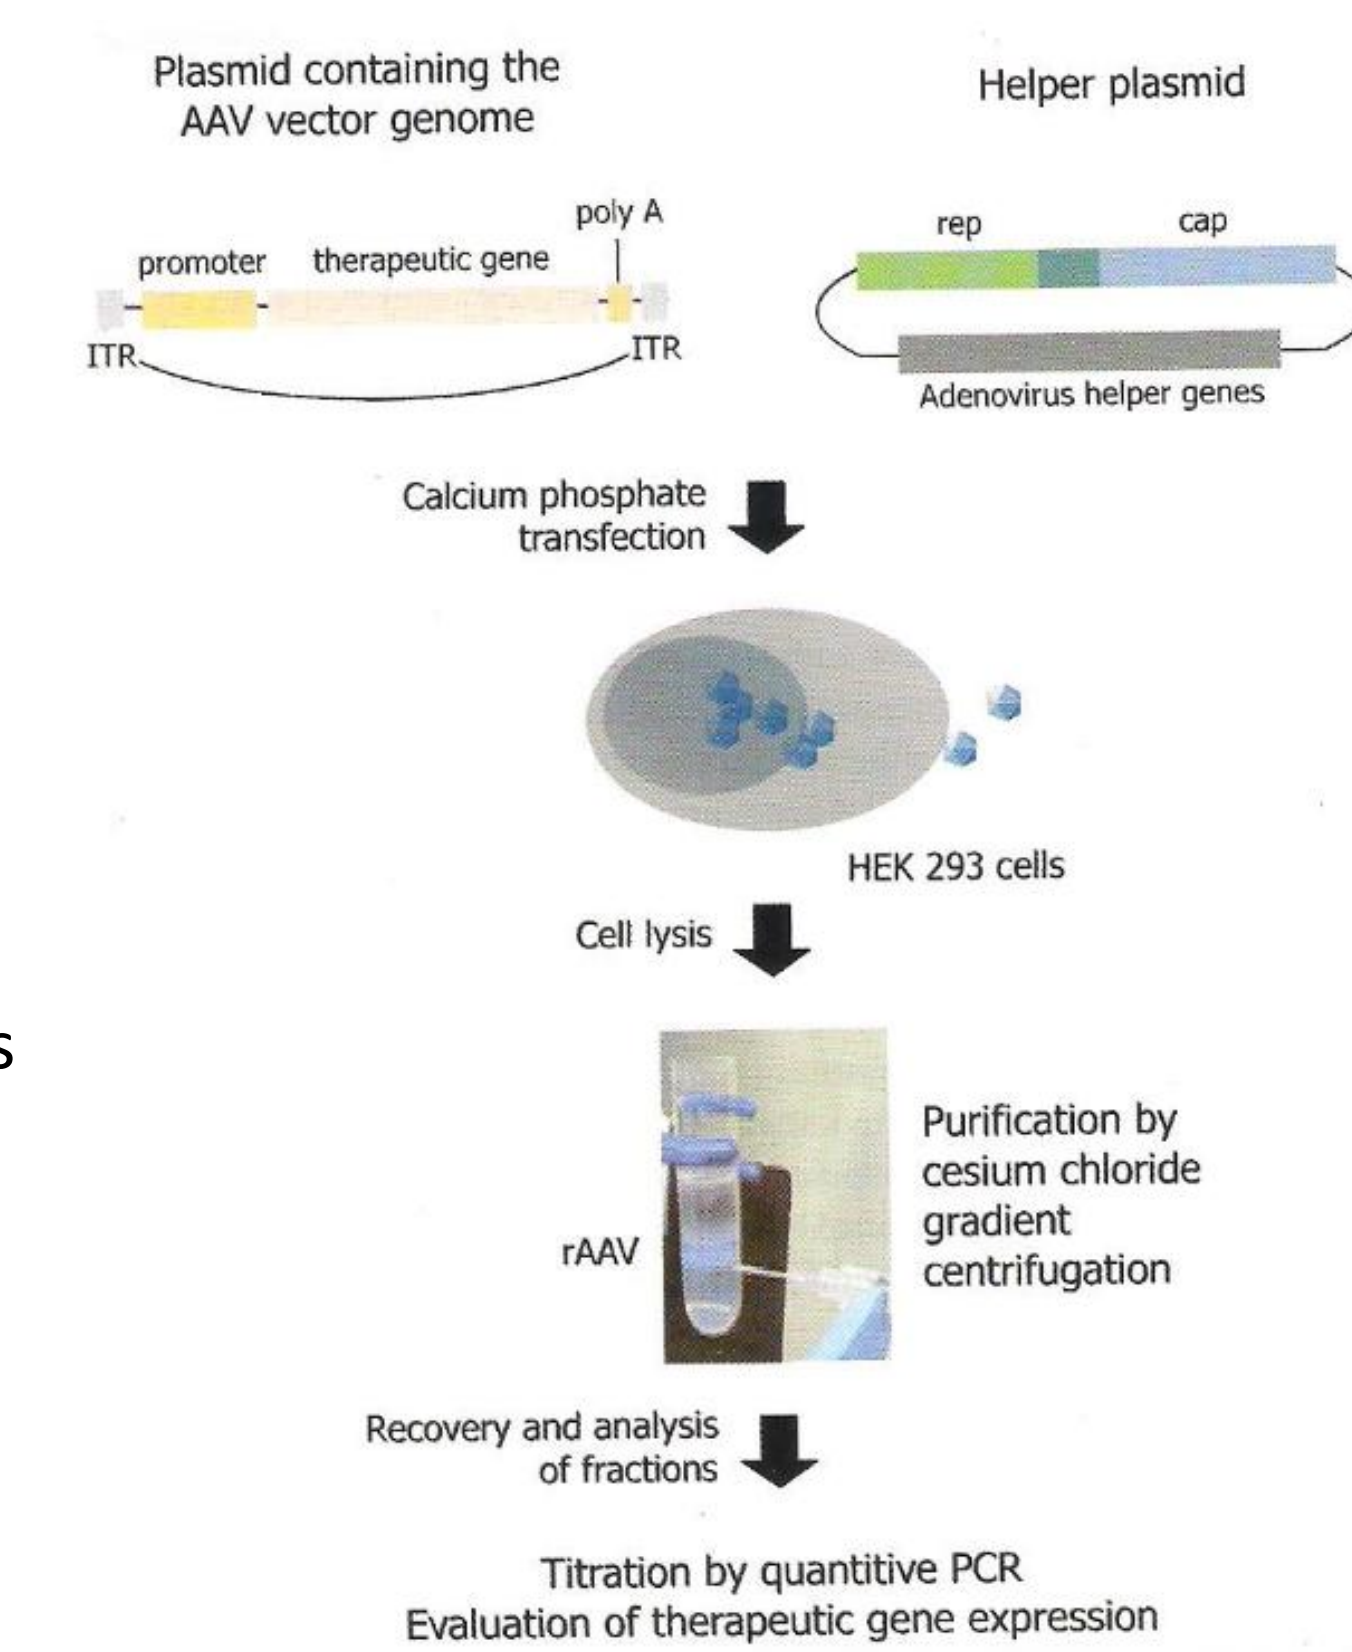 Plasmid containing the
AAV vector genome
Helper plasmid
poly A
promoter
therapeutic gene
ITR
ITR
rep
cap
Adenovirus helper genes
Calcium phosphate
transfection
HEK 293 cells
Cell lysis
s
Purification by
cesium chloride
gradient
centrifugation
rAAV
Recovery and analysis
of fractions
Titration by quantitive PCR
Evaluation of therapeutic gene expression